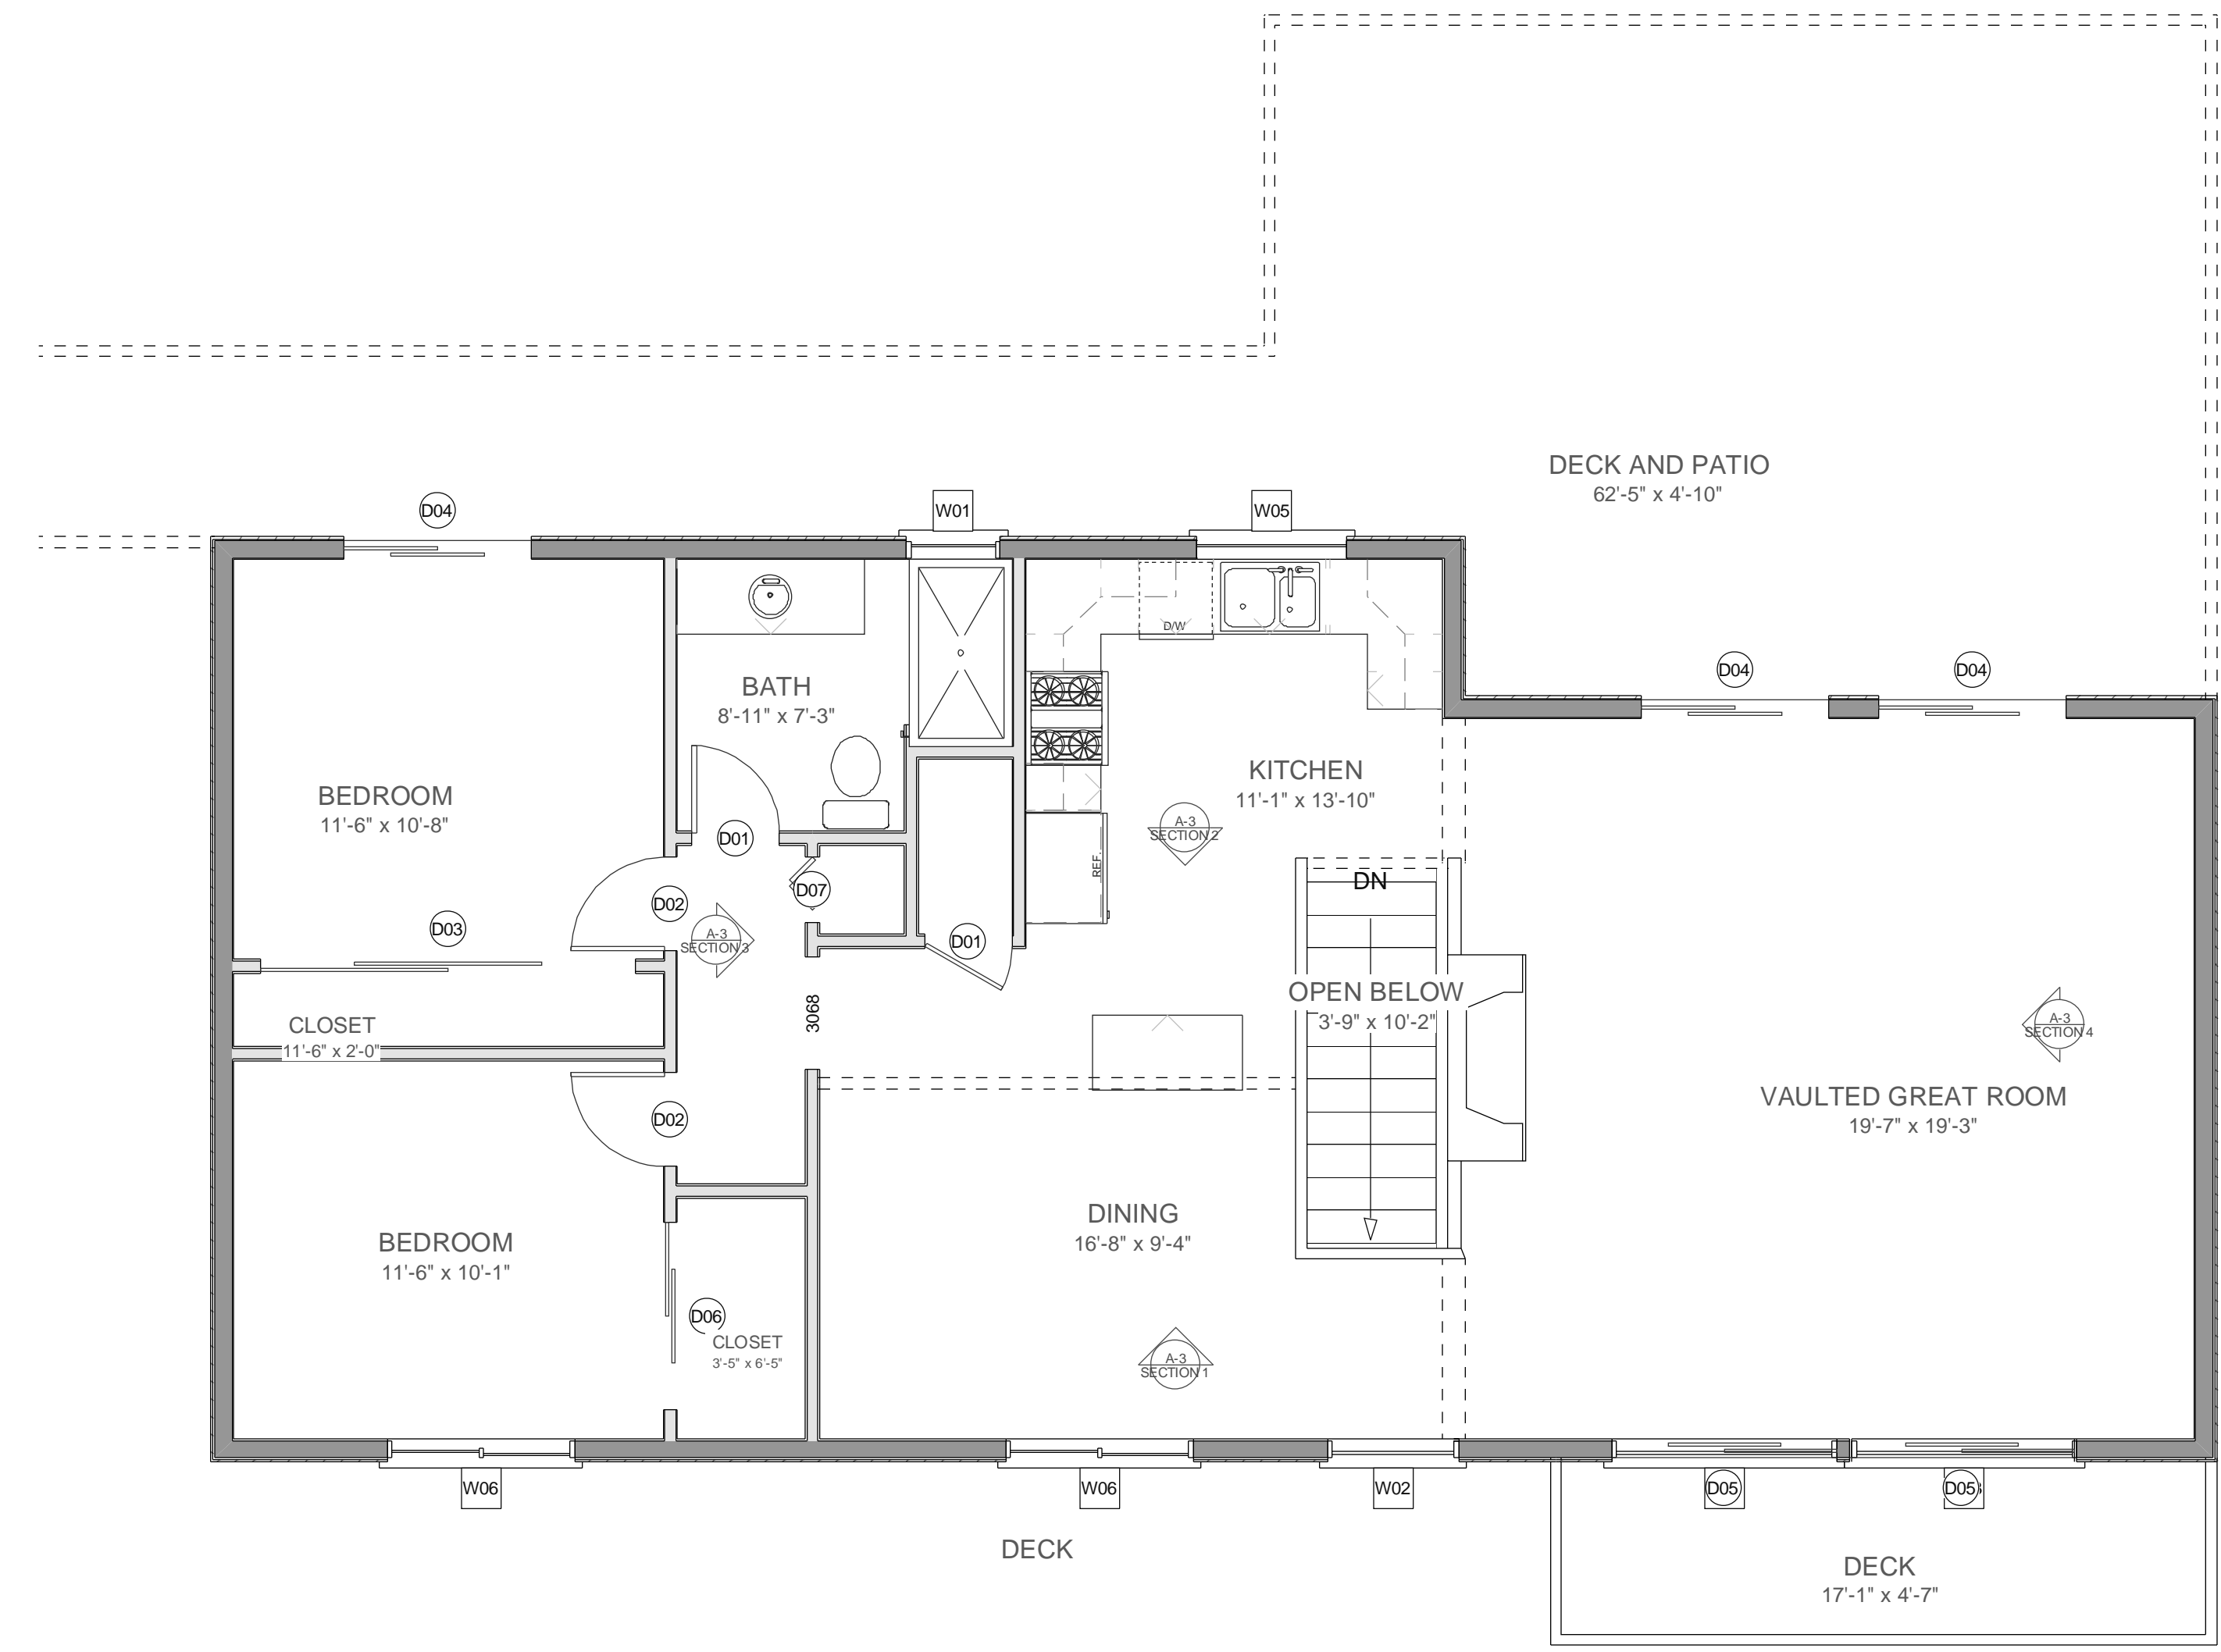 DECK AND PATIO
62'-5" x 4'-10"
D04
W01
W05
D04
D04
D/W
BATH
8'-11" x 7'-3"
KITCHEN
11'-1" x 13'-10"
BEDROOM
11'-6" x 10'-8"
A-3
SECTION 2
D01
REF.
DN
D07
D02
D03
A-3
SECTION 3
D01
OPEN BELOW
3'-9" x 10'-2"
3068
CLOSET
11'-6" x 2'-0"
A-3
SECTION 4
VAULTED GREAT ROOM
19'-7" x 19'-3"
D02
DINING
16'-8" x 9'-4"
BEDROOM
11'-6" x 10'-1"
D06
CLOSET
3'-5" x 6'-5"
A-3
SECTION 1
W06
W06
W02
D05
D05
DECK
DECK
17'-1" x 4'-7"